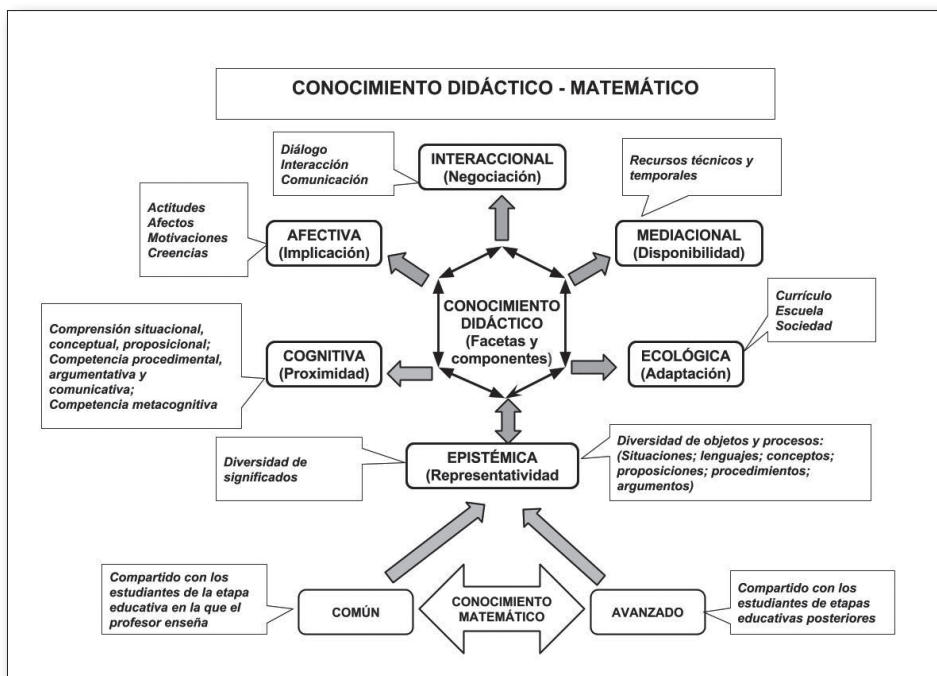 CONOCIMIENTO DIDÁCTICO - MATEMÁTICO
Diálogo
Interacción
Comunicación
INTERACCIONAL
(Negociación)
Recursos técnicos y
temporales
Actitudes
Afectos
Motivaciones
Creencias
AFECTIVA
(Implicación)
MEDIACIONAL
(Disponibilidad)
CONOCIMIENTO
DIDÁCTICO
(Facetas y
componentes)
Currículo
Escuela
Sociedad
Comprensión situacional,
conceptual, proposicional;
Competencia procedimental,
argumentativa y
comunicativa;
Competencia metacognitiva
COGNITIVA
(Proximidad)
ECOLÓGICA
(Adaptación)
Diversidad de
significados
EPISTÉMICA
(Representatividad
Diversidad de objetos y procesos:
(Situaciones; lenguajes; conceptos;
proposiciones; procedimientos;
argumentos)
Compartido con los
estudiantes de la etapa
educativa en la que el
profesor enseña
COMÚN
CONOCIMIENTO
MATEMÁTICO
AVANZADO
Compartido con los
estudiantes de etapas
educativas posteriores